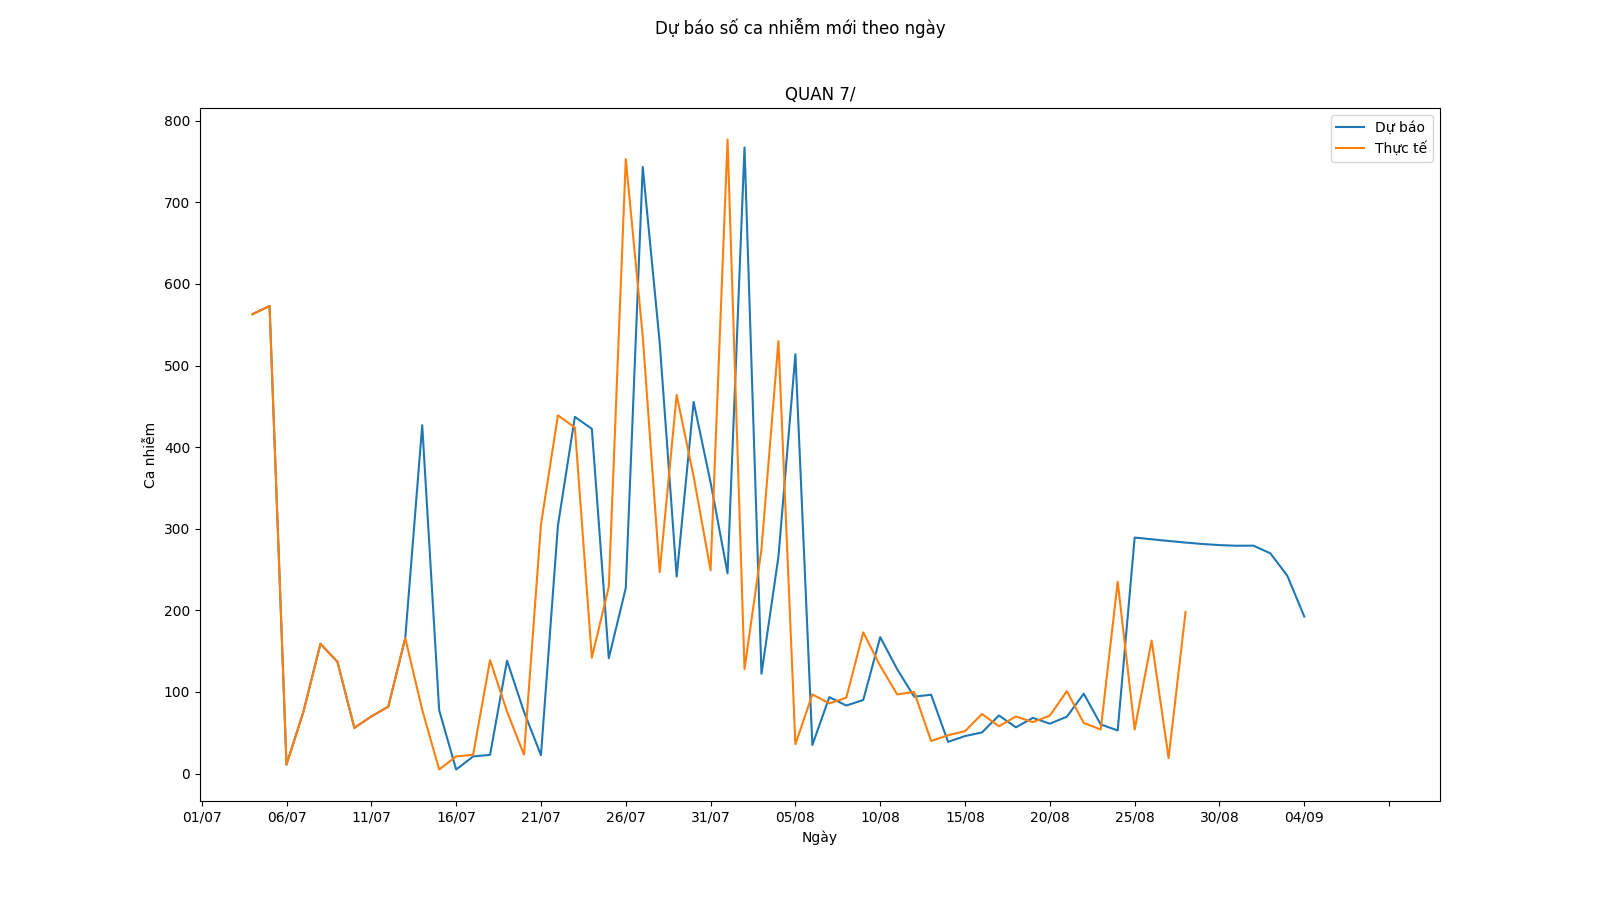 Dự báo số ca nhiễm mới theo ngày
QUAN 7/
Dự báo
Thực tế
Ca nhiễm
800
700
600
500
400
300
200
100
0
01/07 06/07 11/07 16/07 21/07 26/07 31/07 05/08 10/08 15/08 20/08 25/08 30/08 04/09
Ngày